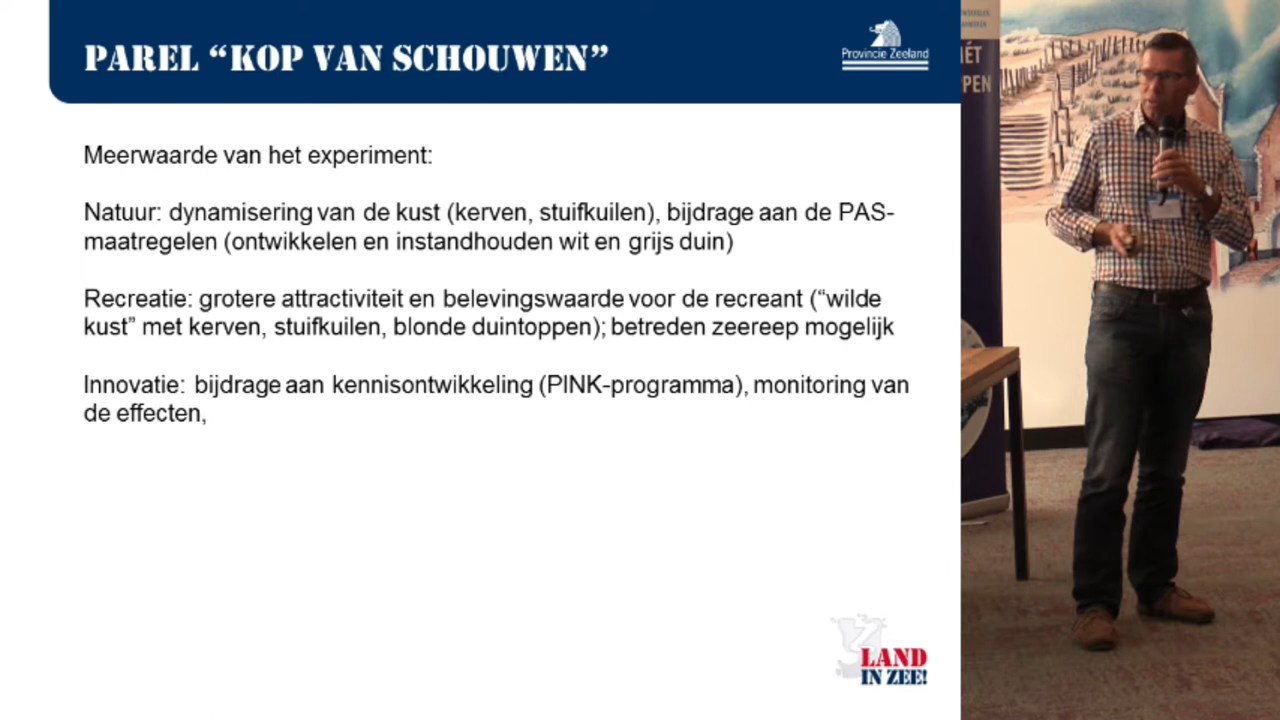 PAREL “KOP VAN SCHOUWEN”
Provincie Zeeland
Meerwaarde van het experiment:
Natuur: dynamisering van de kust (kerven, stuifkuilen), bijdrage aan de PAS-
maatregelen (ontwikkelen en instandhouden wit en grijs duin)
Recreatie: grotere attractiviteit en belevingswaarde voor de recreant (“wilde
kust” met kerven, stuifkuilen, blonde duintoppen); betreden zeereep mogelijk
Innovatie: bijdrage aan kennisontwikkeling (PINK-programma), monitoring van
de effecten,
LAND
IN ZEE!